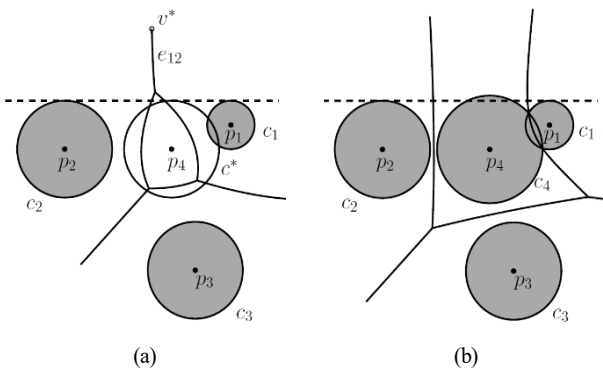 v*
e₁₂
p₁
c₁
p₂
p₄
c*
c₂
p₃
c₃
(a)
p₁
c₁
p₂
p₄
c₄
c₂
p₃
c₃
(b)